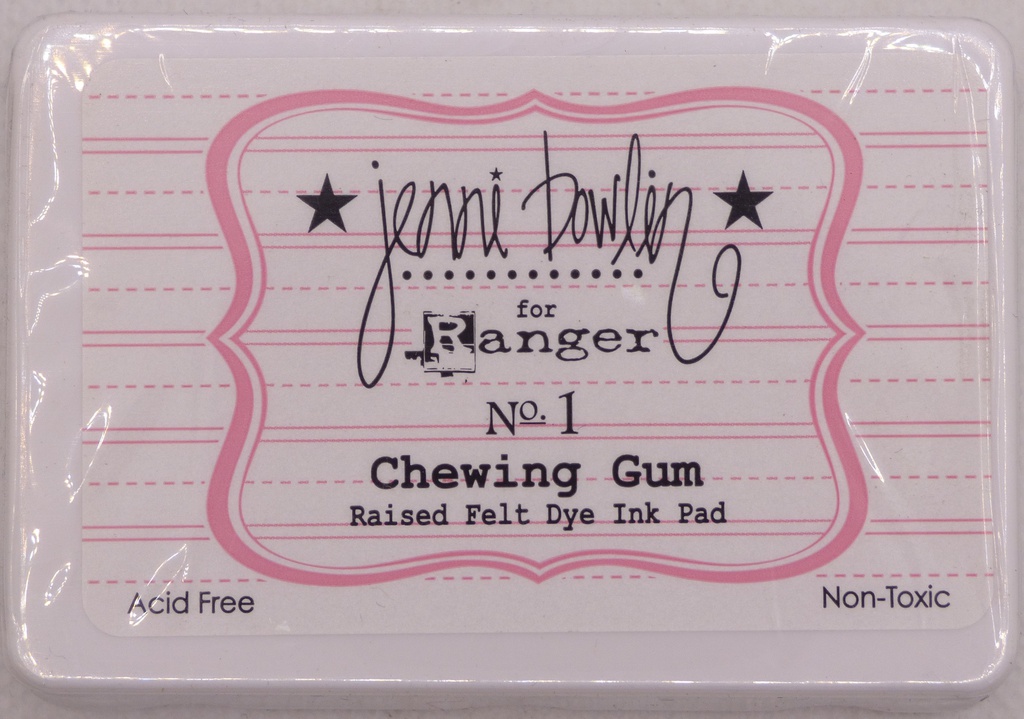 jenni bowlin
for
Ranger
No. 1
Chewing Gum
Raised Felt Dye Ink Pad
Acid Free
Non-Toxic